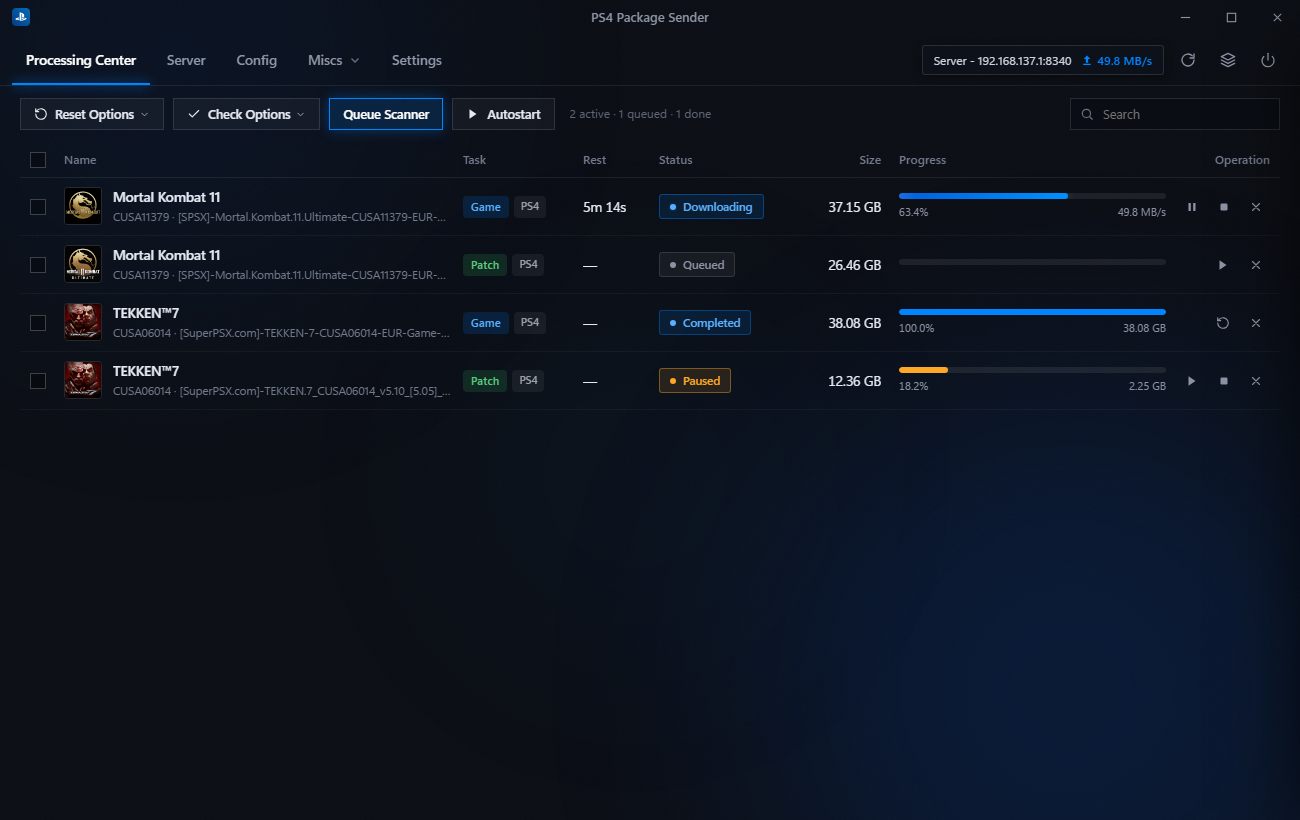 PS4 Package Sender
Processing Center Server Config Miscs Settings Server - 192.168.137.1:8340 49.8 MB/s
Reset Options Check Options Queue Scanner Autostart 2 active · 1 queued · 1 done Search
Name Task Rest Status Size Progress Operation
Mortal Kombat 11
CUSA11379 · [SPSX]-Mortal.Kombat.11.Ultimate-CUSA11379-EUR-...
Game PS4 5m 14s Downloading 37.15 GB
63.4% 49.8 MB/s
Mortal Kombat 11
CUSA11379 · [SPSX]-Mortal.Kombat.11.Ultimate-CUSA11379-EUR-...
Patch PS4 — Queued 26.46 GB
TEKKEN™7
CUSA06014 · [SuperPSX.com]-TEKKEN-7-CUSA06014-EUR-Game-...
Game PS4 — Completed 38.08 GB
100.0% 38.08 GB
TEKKEN™7
CUSA06014 · [SuperPSX.com]-TEKKEN.7_CUSA06014_v5.10_[5.05]_...
Patch PS4 — Paused 12.36 GB
18.2% 2.25 GB